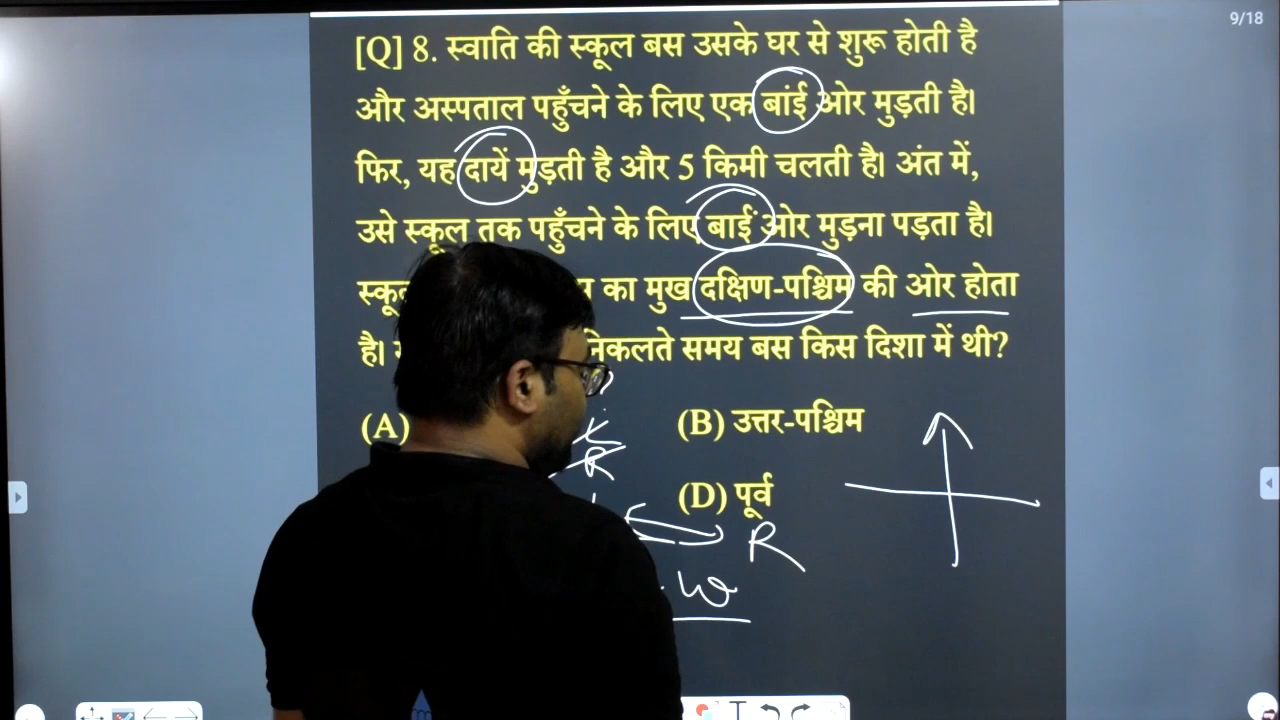 9/18
[Q] 8. स्वाति की स्कूल बस उसके घर से शुरू होती है
और अस्पताल पहुँचने के लिए एक बांई ओर मुड़ती है।
फिर, यह दायें मुड़ती है और 5 किमी चलती है। अंत में,
उसे स्कूल तक पहुँचने के लिए बाईं ओर मुड़ना पड़ता है।
का मुख दक्षिण-पश्चिम की ओर होता
है। निकलते समय बस किस दिशा में थी?
(A) (B) उत्तर-पश्चिम
L
R
(D) पूर्व
R
W